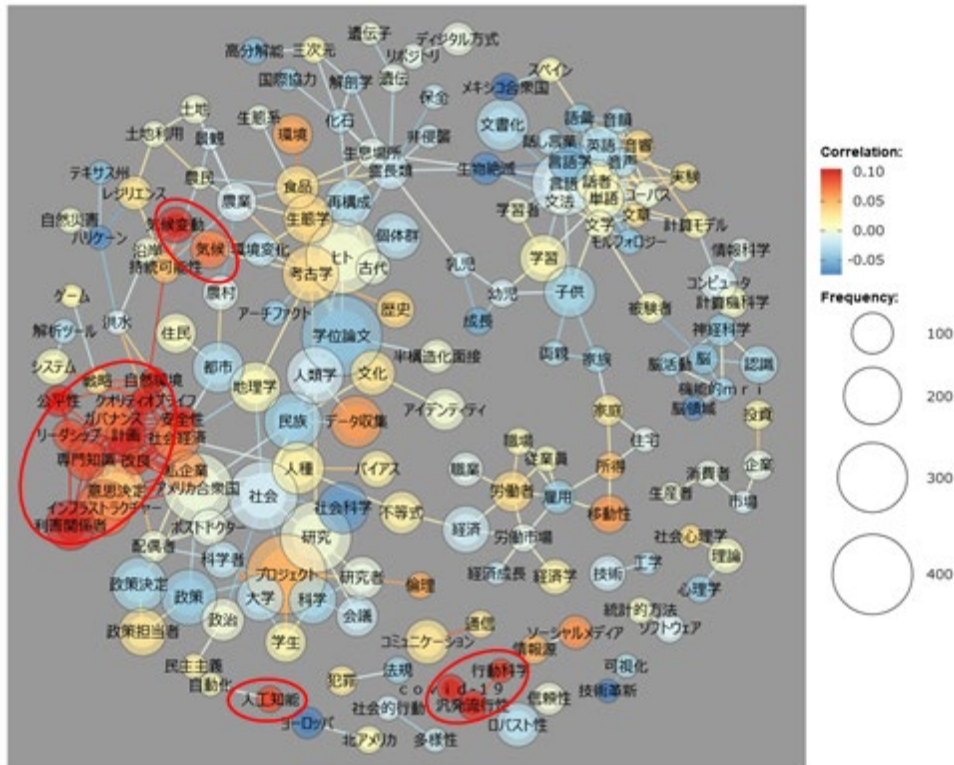 遺伝子
ディジタル方式
高分解能
三次元
リポジトリ
スペイン
国際協力
解剖学
遺伝
メキシコ合衆国
保全
土地
生態系
化石
文書化
語彙
音韻
土地利用
景観
環境
非侵襲
話し言葉
英語
音響
生息場所
言語学
音声
テキサス州
農民
霊長類
生物絶滅
実験
レジリエンス
食品
言語
話者
コーパス
農業
再構成
文法
単語
自然災害
気候変動
生態学
学習者
文字
文章
計算モデル
ハリケーン
個体群
モルフォロジー
沿岸
気候
環境変化
ヒト
学習
情報科学
持続可能性
考古学
古代
乳児
コンピュータ
ゲーム
農村
幼児
子供
計算機科学
洪水
アーチファクト
歴史
成長
被験者
解析ツール
住民
学位論文
神経科学
半構造化面接
両親
家族
脳
システム
都市
脳活動
認識
戦略
自然環境
地理学
人類学
文化
機能的mri
公平性
クオリティオブライフ
アイデンティティ
脳領域
ガバナンス
安全性
家庭
投資
リーダシップ
計画
社会経済
民族
データ収集
職場
住宅
専門知識
改良
私企業
人種
バイアス
職業
従業員
所得
消費者
企業
意思決定
アメリカ合衆国
社会
労働者
雇用
生産者
市場
インフラストラクチャー
社会科学
不等式
移動性
利害関係者
ポストドクター
経済
労働市場
配偶者
研究
社会心理学
科学者
理論
プロジェクト
研究者
経済成長
経済学
技術
工学
政策決定
倫理
心理学
政策
大学
科学
会議
統計的方法
政治
ソーシャルメディア
ソフトウェア
政策担当者
学生
通信
コミュニケーション
情報源
民主主義
行動科学
可視化
自動化
犯罪
法規
covid-19
信頼性
技術革新
人工知能
社会的行動
汎発流行性
ヨーロッパ
ロバスト性
北アメリカ
多様性
Correlation:
0.10
0.05
0.00
-0.05
Frequency:
100
200
300
400